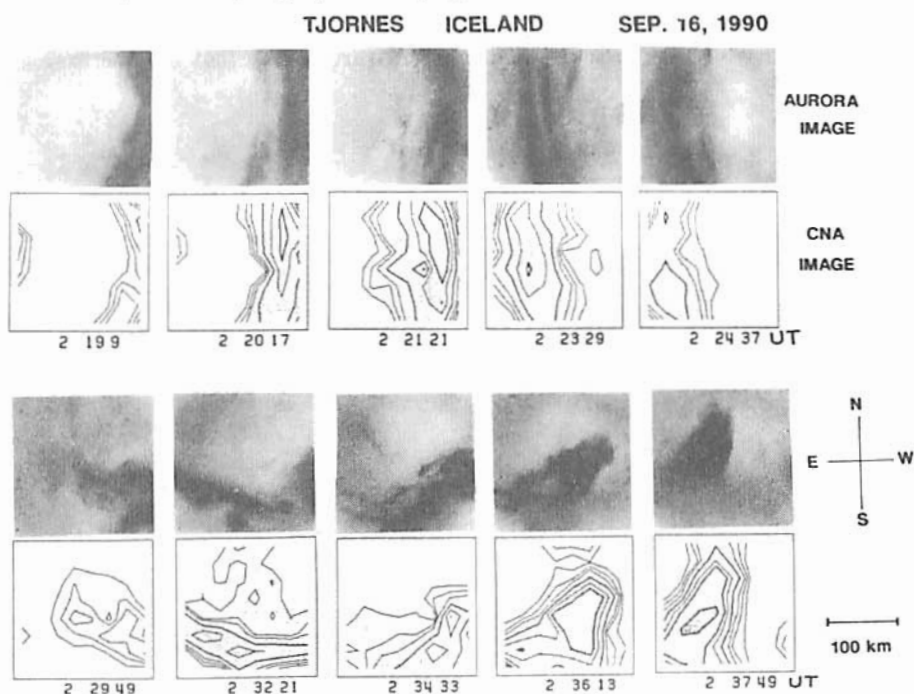 TJORNES ICELAND SEP. 16, 1990
AURORA
IMAGE
CNA
IMAGE
2 19 9 2 20 17 2 21 21 2 23 29 2 24 37 UT
N
E W
S
100 km
2 29 49 2 32 21 2 34 33 2 36 13 2 37 49 UT